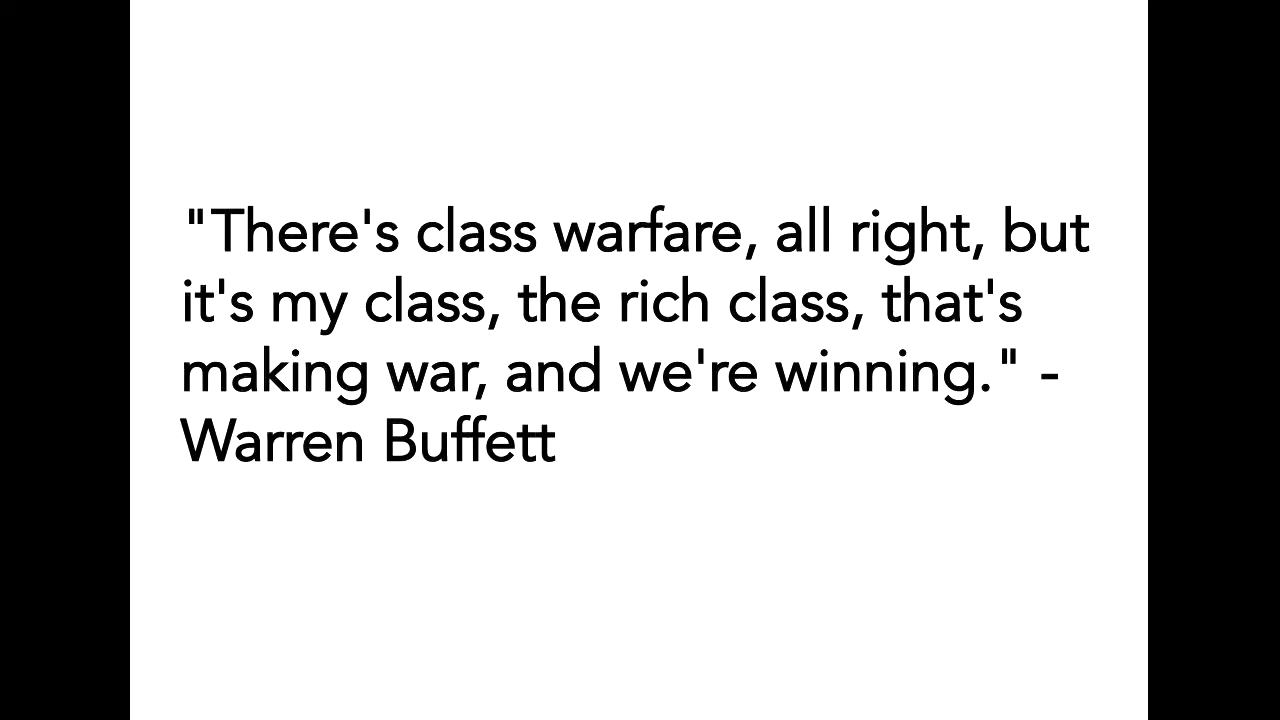 "There's class warfare, all right, but
it's my class, the rich class, that's
making war, and we're winning." -
Warren Buffett